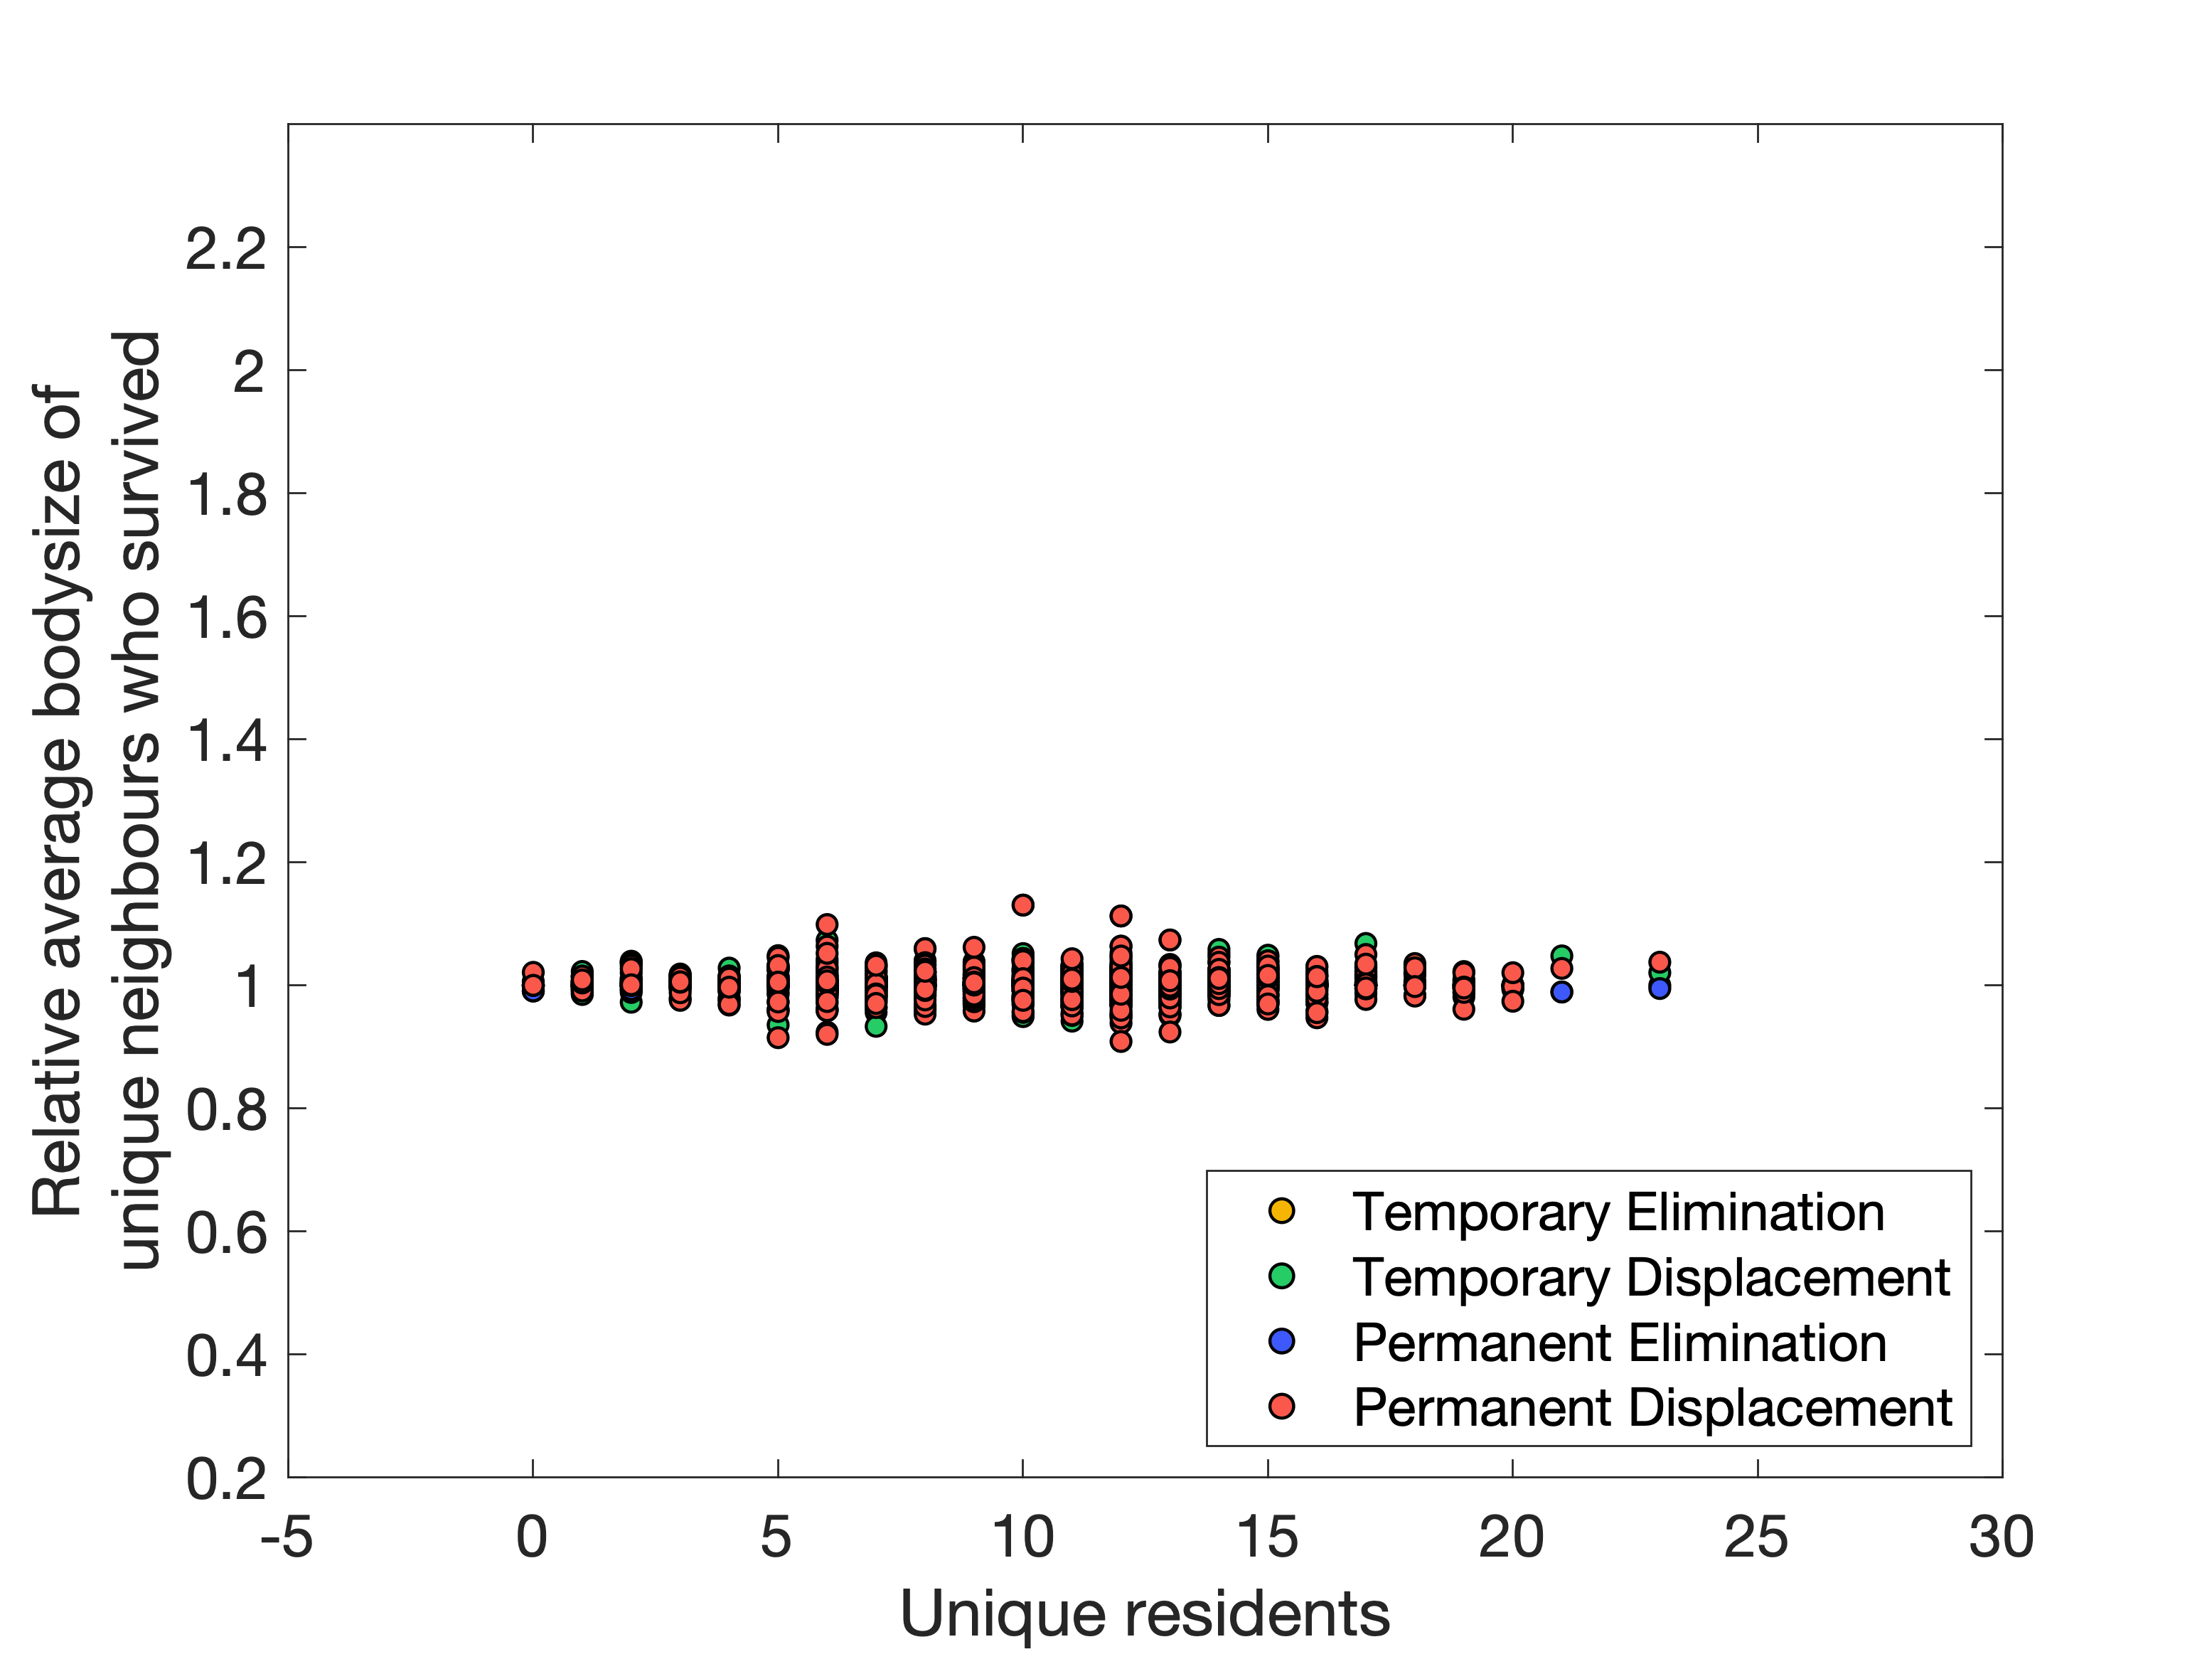 Relative average bodysize of
unique neighbours who survived
2.2
2
1.8
1.6
1.4
1.2
1
0.8
0.6
0.4
0.2
-5
0
5
10
15
20
25
30
Unique residents
Temporary Elimination
Temporary Displacement
Permanent Elimination
Permanent Displacement